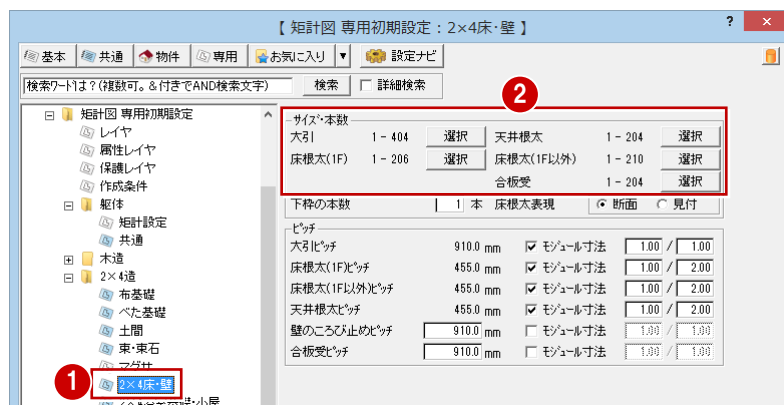 【 矩計図 専用初期設定：2×4床・壁 】 ? ×
基本 共通 物件 専用 お気に入り ▼ 設定ナビ
検索ワードは？(複数可。＆付きでAND検索文字) 検索 詳細検索
矩計図 専用初期設定
レイヤ
属性レイヤ
保護レイヤ
作成条件
躯体
矩計設定
共通
木造
2×4造
布基礎
べた基礎
土間
束・束石
マグサ
1 2×4床・壁
2
サイズ・本数
大引 1 - 404 選択 天井根太 1 - 204 選択
床根太(1F) 1 - 206 選択 床根太(1F以外) 1 - 210 選択
合板受 1 - 204 選択
下枠の本数 1 本 床根太表現 断面 見付
ピッチ
大引ピッチ 910.0 mm モジュール寸法 1.00 / 1.00
床根太(1F)ピッチ 455.0 mm モジュール寸法 1.00 / 2.00
床根太(1F以外)ピッチ 455.0 mm モジュール寸法 1.00 / 2.00
天井根太ピッチ 455.0 mm モジュール寸法 1.00 / 2.00
壁のころび止めピッチ 910.0 mm モジュール寸法 1.00 / 1.00
合板受ピッチ 910.0 mm モジュール寸法 1.00 / 1.00